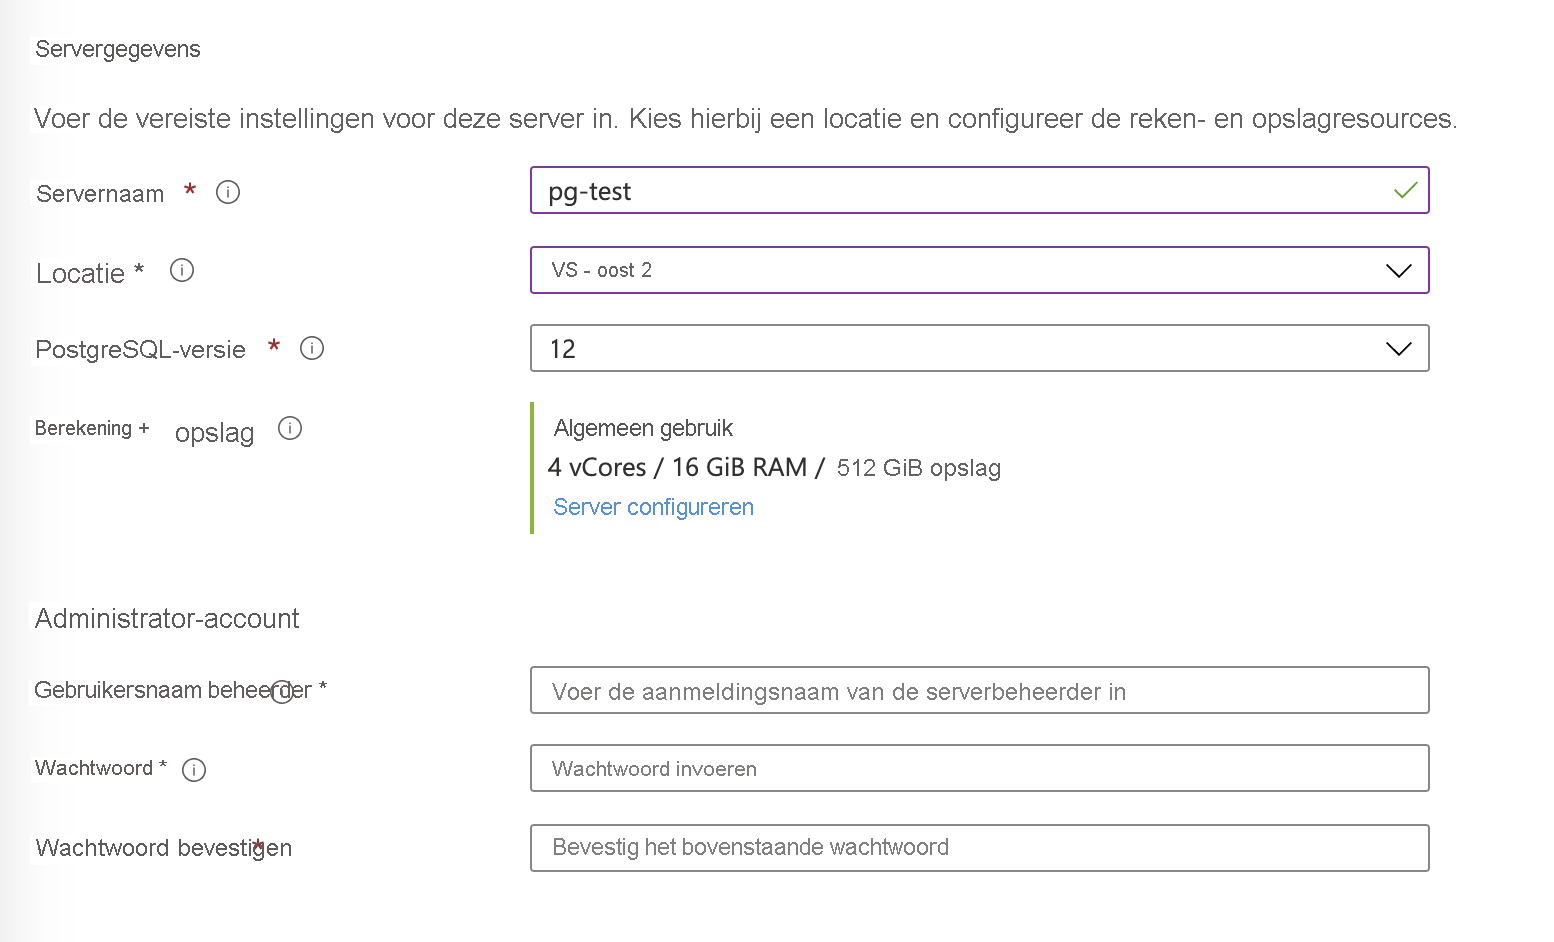 Servergegevens
Voer de vereiste instellingen voor deze server in. Kies hierbij een locatie en configureer de reken- en opslagresources.
Servernaam *
pg-test
Locatie *
VS - oost 2
PostgreSQL-versie *
12
Berekening + opslag
Algemeen gebruik
4 vCores / 16 GiB RAM / 512 GiB opslag
Server configureren
Administrator-account
Gebruikersnaam beheerder *
Voer de aanmeldingsnaam van de serverbeheerder in
Wachtwoord *
Wachtwoord invoeren
Wachtwoord bevestigen *
Bevestig het bovenstaande wachtwoord